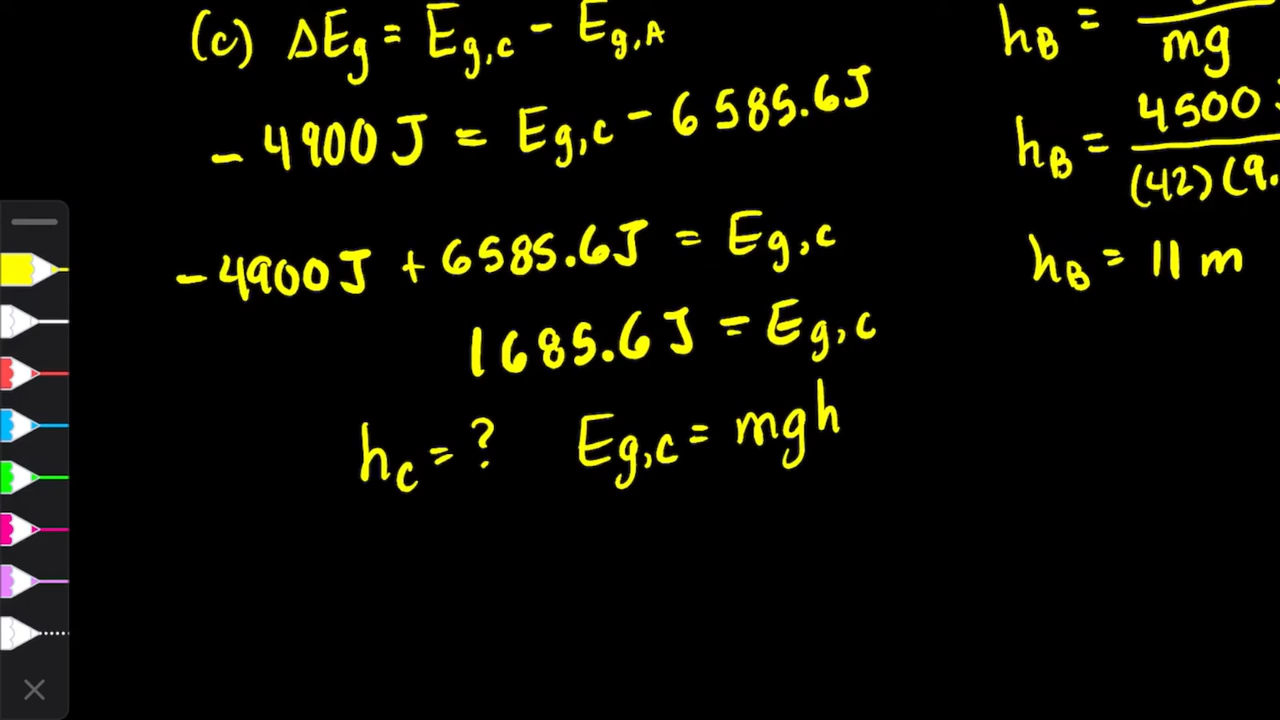 (c) ΔEg = Eg,c - Eg,A
-4900 J = Eg,c - 6585.6J
-4900J + 6585.6J = Eg,c
1685.6J = Eg,c
hc = ? Eg,c = mgh
hB =
mg
hB = 4500
(42)(9.
hB = 11 m